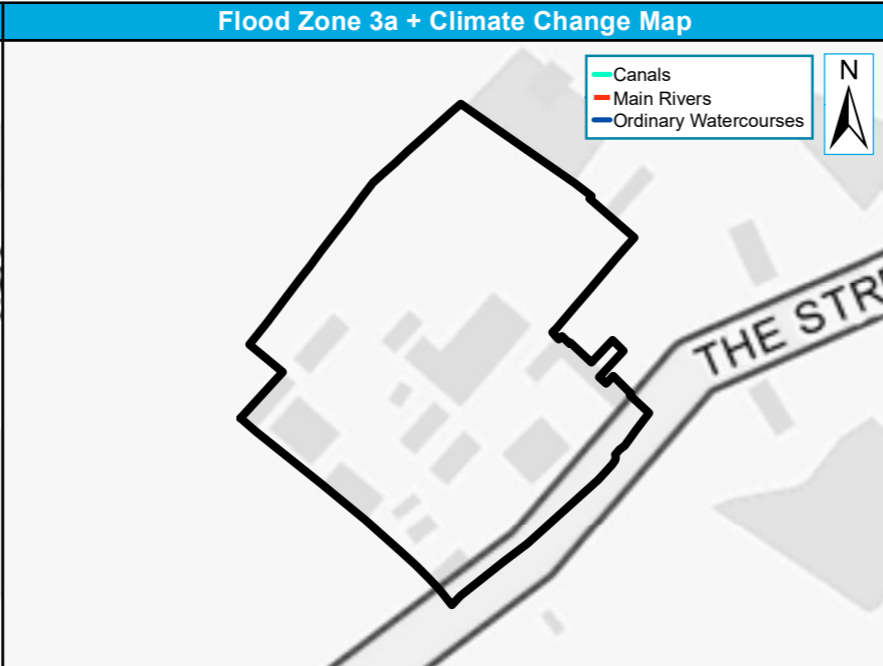 Flood Zone 3a + Climate Change Map
Canals
Main Rivers
Ordinary Watercourses
N
THE STR